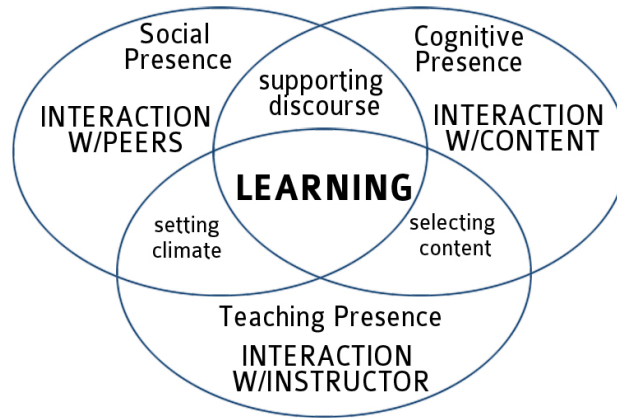 Social
Presence
INTERACTION
W/PEERS
supporting
discourse
Cognitive
Presence
INTERACTION
W/CONTENT
LEARNING
setting
climate
selecting
content
Teaching Presence
INTERACTION
W/INSTRUCTOR